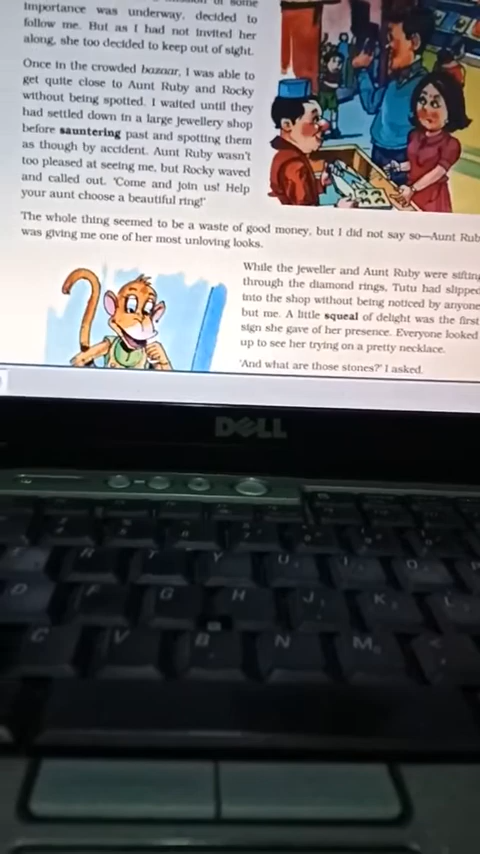 importance was underway, decided to
follow me. But as I had not invited her
along, she too decided to keep out of sight.
Once in the crowded bazaar, I was able to
get quite close to Aunt Ruby and Rocky
without being spotted. I waited until they
had settled down in a large jewellery shop
before sauntering past and spotting them
as though by accident. Aunt Ruby wasn't
too pleased at seeing me, but Rocky waved
and called out, 'Come and join us! Help
your aunt choose a beautiful ring!'
The whole thing seemed to be a waste of good money, but I did not say so—Aunt Rub
was giving me one of her most unloving looks.
While the jeweller and Aunt Ruby were sifting
through the diamond rings, Tutu had slipped
into the shop without being noticed by anyone
but me. A little squeal of delight was the first
sign she gave of her presence. Everyone looked
up to see her trying on a pretty necklace.
'And what are those stones?' I asked.
DELL
R T Y U I O
D F G H J K L
C V B N M